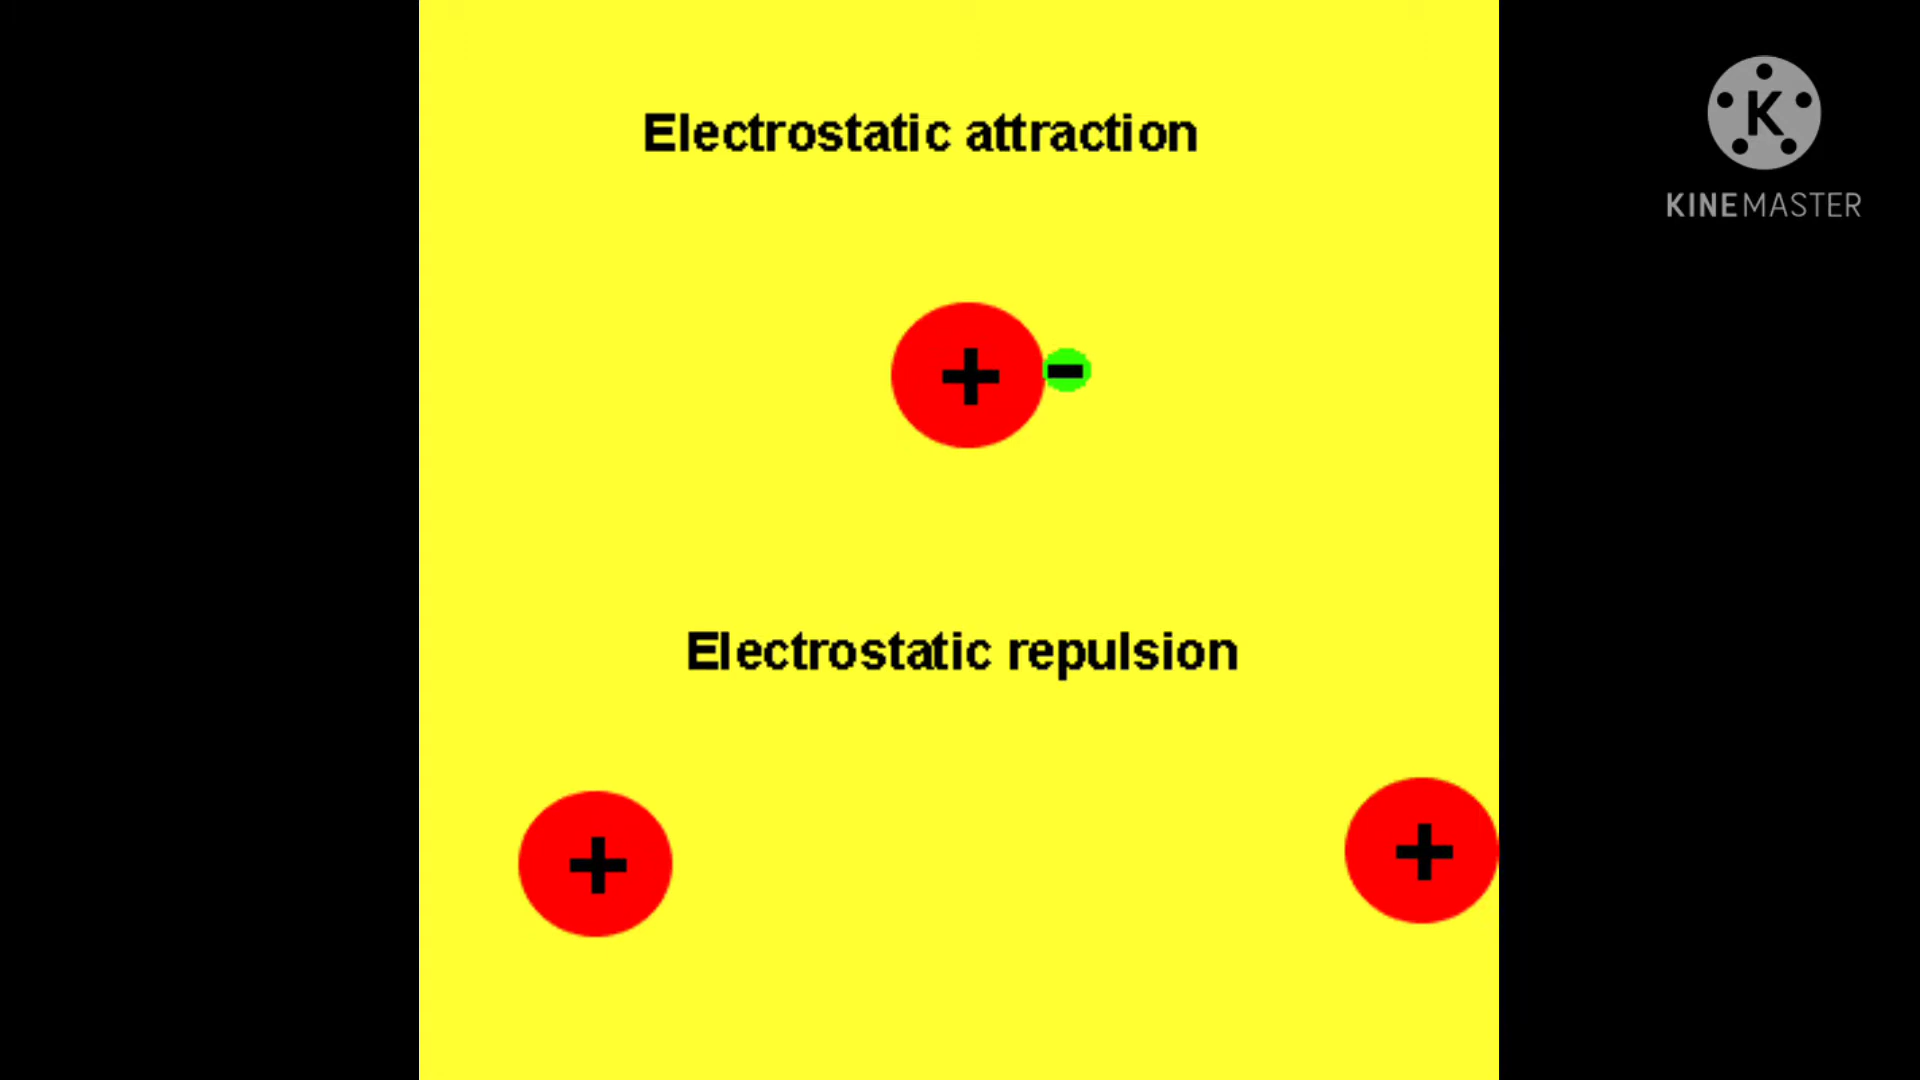 Electrostatic attraction
K
KINEMASTER
+ -
Electrostatic repulsion
+ +